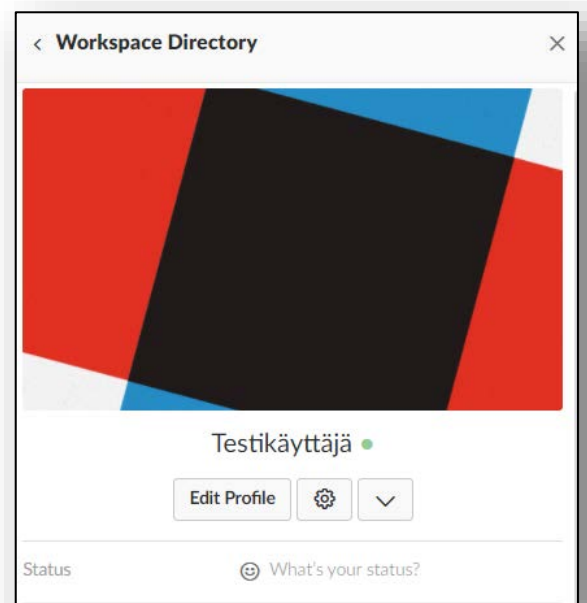 Workspace Directory
Testikäyttäjä
Edit Profile
Status What's your status?